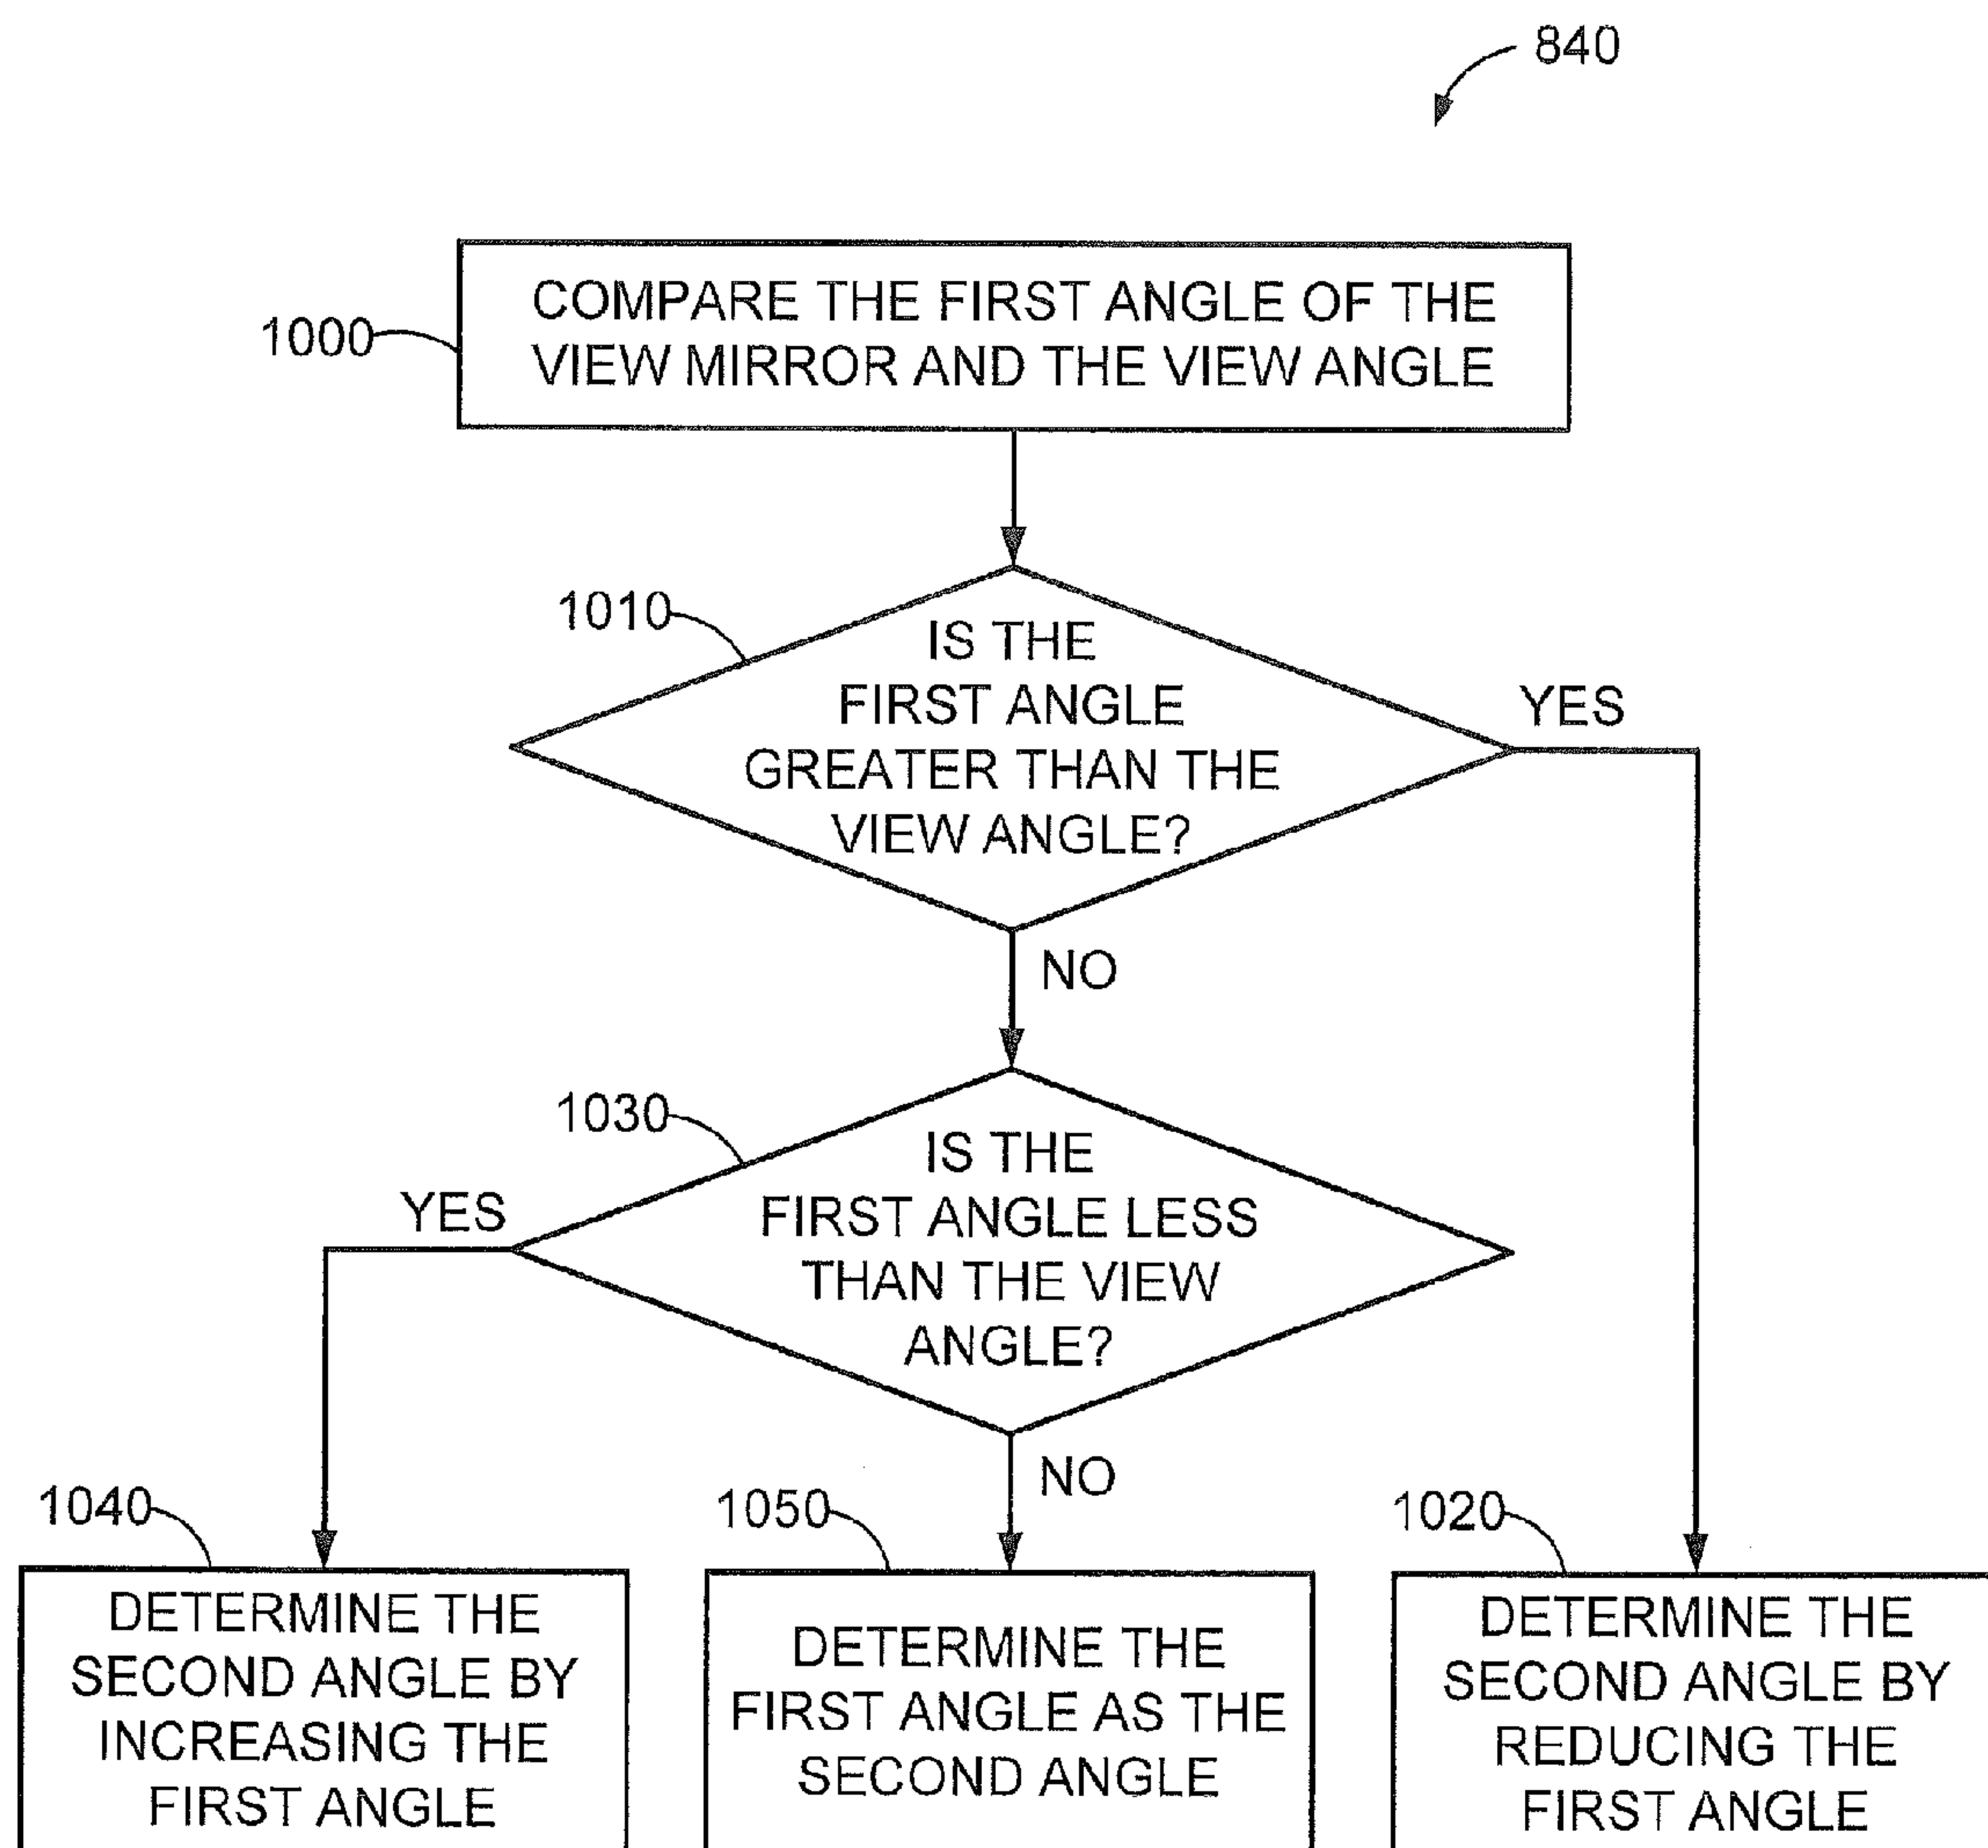 840
1000
COMPARE THE FIRST ANGLE OF THE
VIEW MIRROR AND THE VIEW ANGLE
1010
IS THE
FIRST ANGLE
GREATER THAN THE
VIEW ANGLE?
YES
NO
1030
IS THE
FIRST ANGLE LESS
THAN THE VIEW
ANGLE?
YES
NO
1040
DETERMINE THE
SECOND ANGLE BY
INCREASING THE
FIRST ANGLE
1050
DETERMINE THE
FIRST ANGLE AS THE
SECOND ANGLE
1020
DETERMINE THE
SECOND ANGLE BY
REDUCING THE
FIRST ANGLE